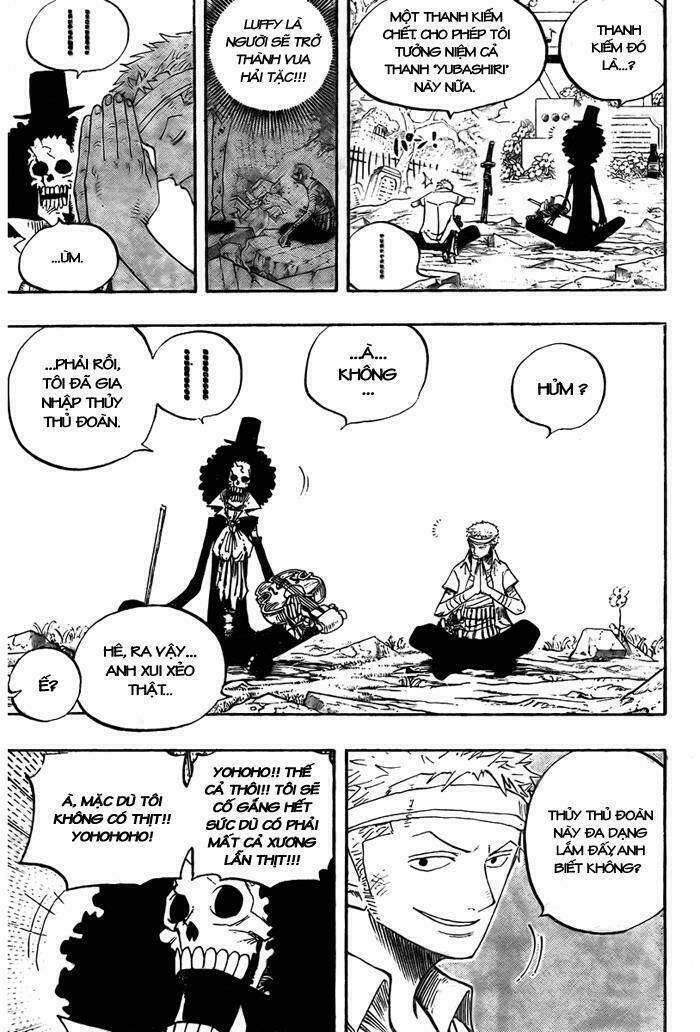 THANH
KIẾM ĐÓ
LÀ...?
MỘT THANH KIẾM
CHẾT. CHO PHÉP TÔI
TƯỞNG NIỆM CẢ
THANH "YUBASHIRI"
NÀY NỮA.
LUFFY LÀ
NGƯỜI SẼ TRỞ
THÀNH VUA
HẢI TẶC!!!
...ỪM.
HỬM ?
...À...
KHÔNG
...
...PHẢI RỒI,
TÔI ĐÃ GIA
NHẬP THỦY
THỦ ĐOÀN.
HÊ, RA VẬY...
ANH XUI XẺO
THẬT...
Ế?
THỦY THỦ ĐOÀN
NÀY ĐA DẠNG
LẮM ĐẤY, ANH
BIẾT KHÔNG?
YOHOHO!! THẾ
CẢ THÔI!! TÔI SẼ
CỐ GẮNG HẾT
SỨC DÙ CÓ PHẢI
MẤT CẢ XƯƠNG
LẪN THỊT!!!
À, MẶC DÙ TÔI
KHÔNG CÓ THỊT!!
YOHOHOHO!